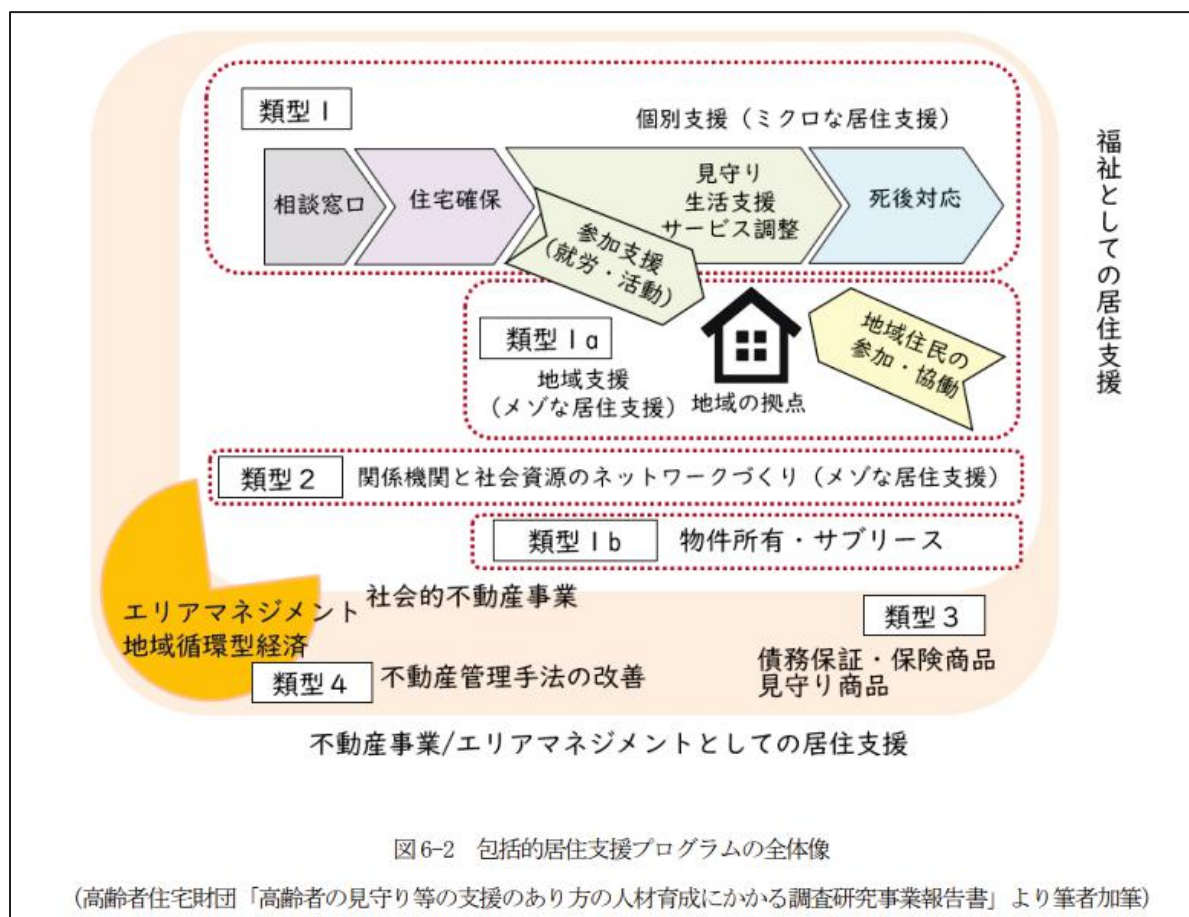 類型1
個別支援（ミクロな居住支援）
相談窓口
住宅確保
見守り
生活支援
サービス調整
死後対応
参加支援
（就労・活動）
類型1a
地域支援
（メゾな居住支援）
地域の拠点
地域住民の
参加・協働
類型2
関係機関と社会資源のネットワークづくり（メゾな居住支援）
類型1b
物件所有・サブリース
福祉としての居住支援
エリアマネジメント
地域循環型経済
社会的不動産事業
類型3
債務保証・保険商品
見守り商品
類型4
不動産管理手法の改善
不動産事業/エリアマネジメントとしての居住支援
図6-2 包括的居住支援プログラムの全体像
(高齢者住宅財団「高齢者の見守り等の支援のあり方の人材育成にかかる調査研究事業報告書」より筆者加筆)